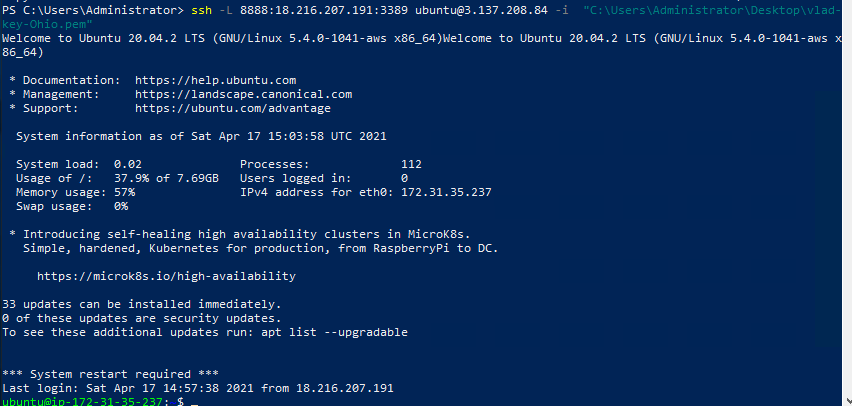 PS C:\Users\Administrator> ssh -L 8888:18.216.207.191:3389 ubuntu@3.137.208.84 -i  "C:\Users\Administrator\Desktop\vlad-
key-Ohio.pem"
Welcome to Ubuntu 20.04.2 LTS (GNU/Linux 5.4.0-1041-aws x86_64)Welcome to Ubuntu 20.04.2 LTS (GNU/Linux 5.4.0-1041-aws x
86_64)
* Documentation:  https://help.ubuntu.com
* Management:     https://landscape.canonical.com
* Support:        https://ubuntu.com/advantage
System information as of Sat Apr 17 15:03:58 UTC 2021
System load:  0.02              Processes:             112
Usage of /:   37.9% of 7.69GB   Users logged in:       0
Memory usage: 57%               IPv4 address for eth0: 172.31.35.237
Swap usage:   0%
* Introducing self-healing high availability clusters in MicroK8s.
Simple, hardened, Kubernetes for production, from RaspberryPi to DC.
https://microk8s.io/high-availability
33 updates can be installed immediately.
0 of these updates are security updates.
To see these additional updates run: apt list --upgradable
*** System restart required ***
Last login: Sat Apr 17 14:57:38 2021 from 18.216.207.191
ubuntu@ip-172-31-35-237: $ _